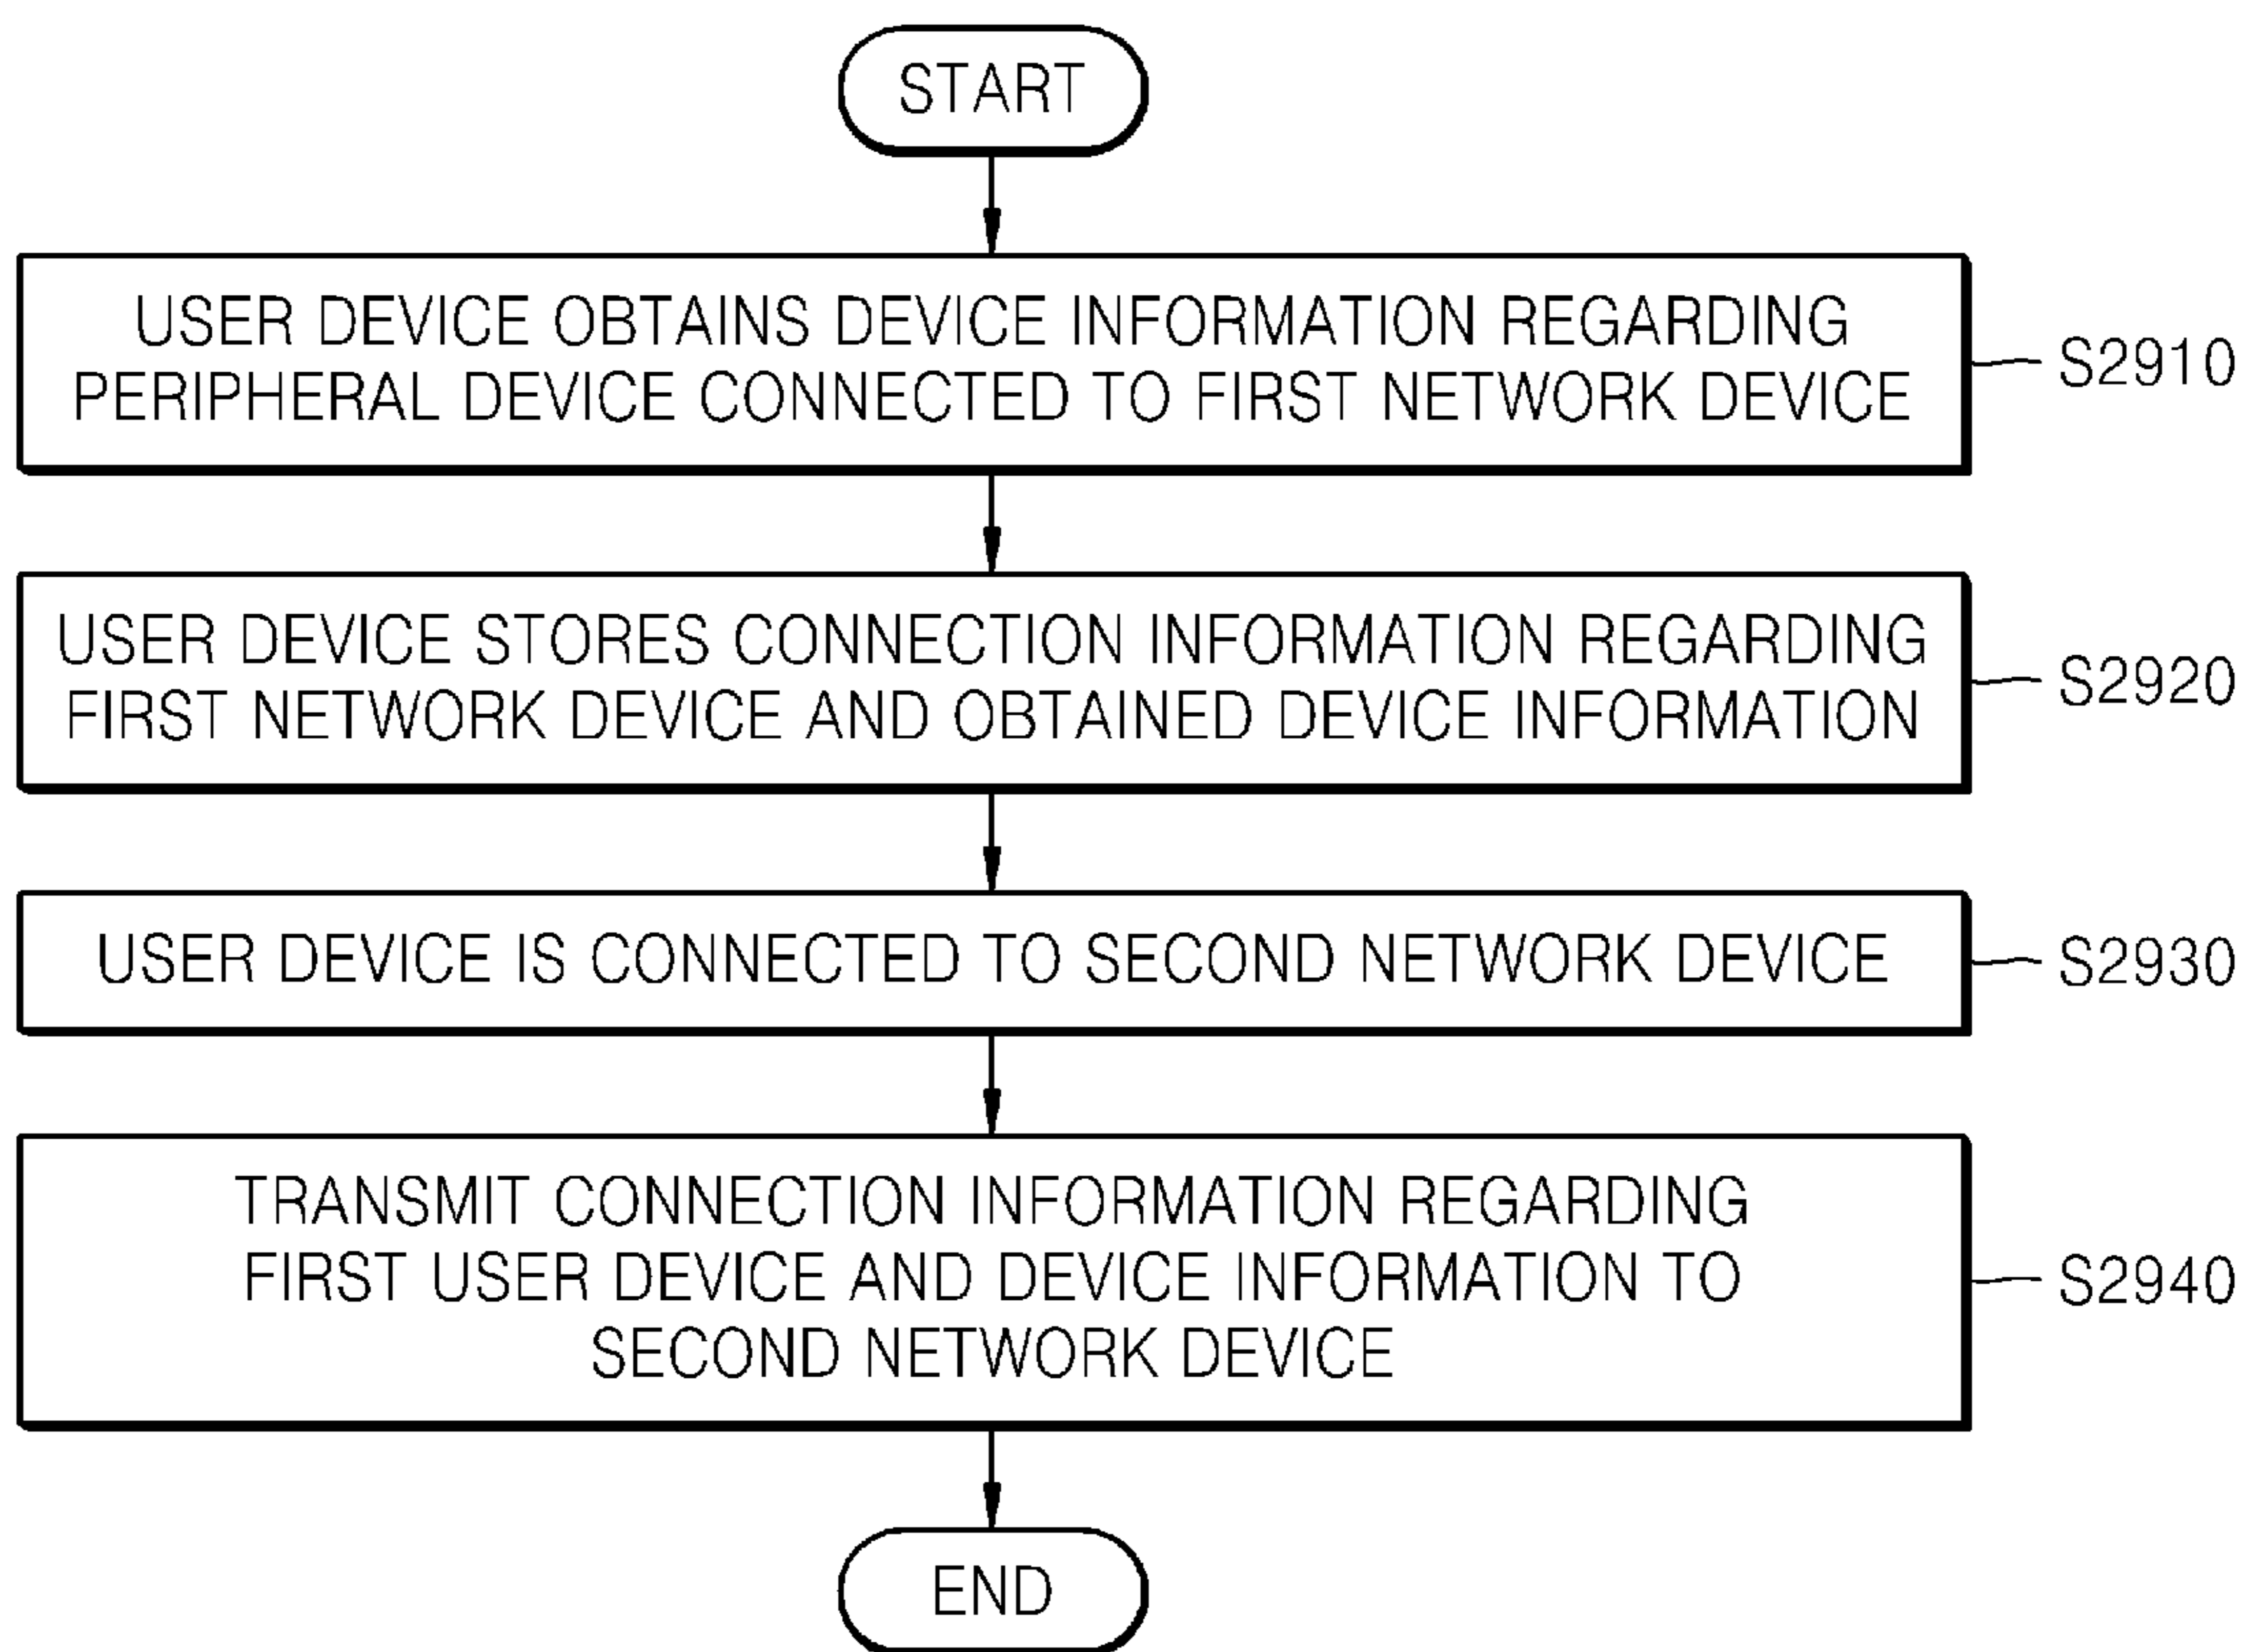 START
USER DEVICE OBTAINS DEVICE INFORMATION REGARDING
PERIPHERAL DEVICE CONNECTED TO FIRST NETWORK DEVICE
S2910
USER DEVICE STORES CONNECTION INFORMATION REGARDING
FIRST NETWORK DEVICE AND OBTAINED DEVICE INFORMATION
S2920
USER DEVICE IS CONNECTED TO SECOND NETWORK DEVICE
S2930
TRANSMIT CONNECTION INFORMATION REGARDING
FIRST USER DEVICE AND DEVICE INFORMATION TO
SECOND NETWORK DEVICE
S2940
END